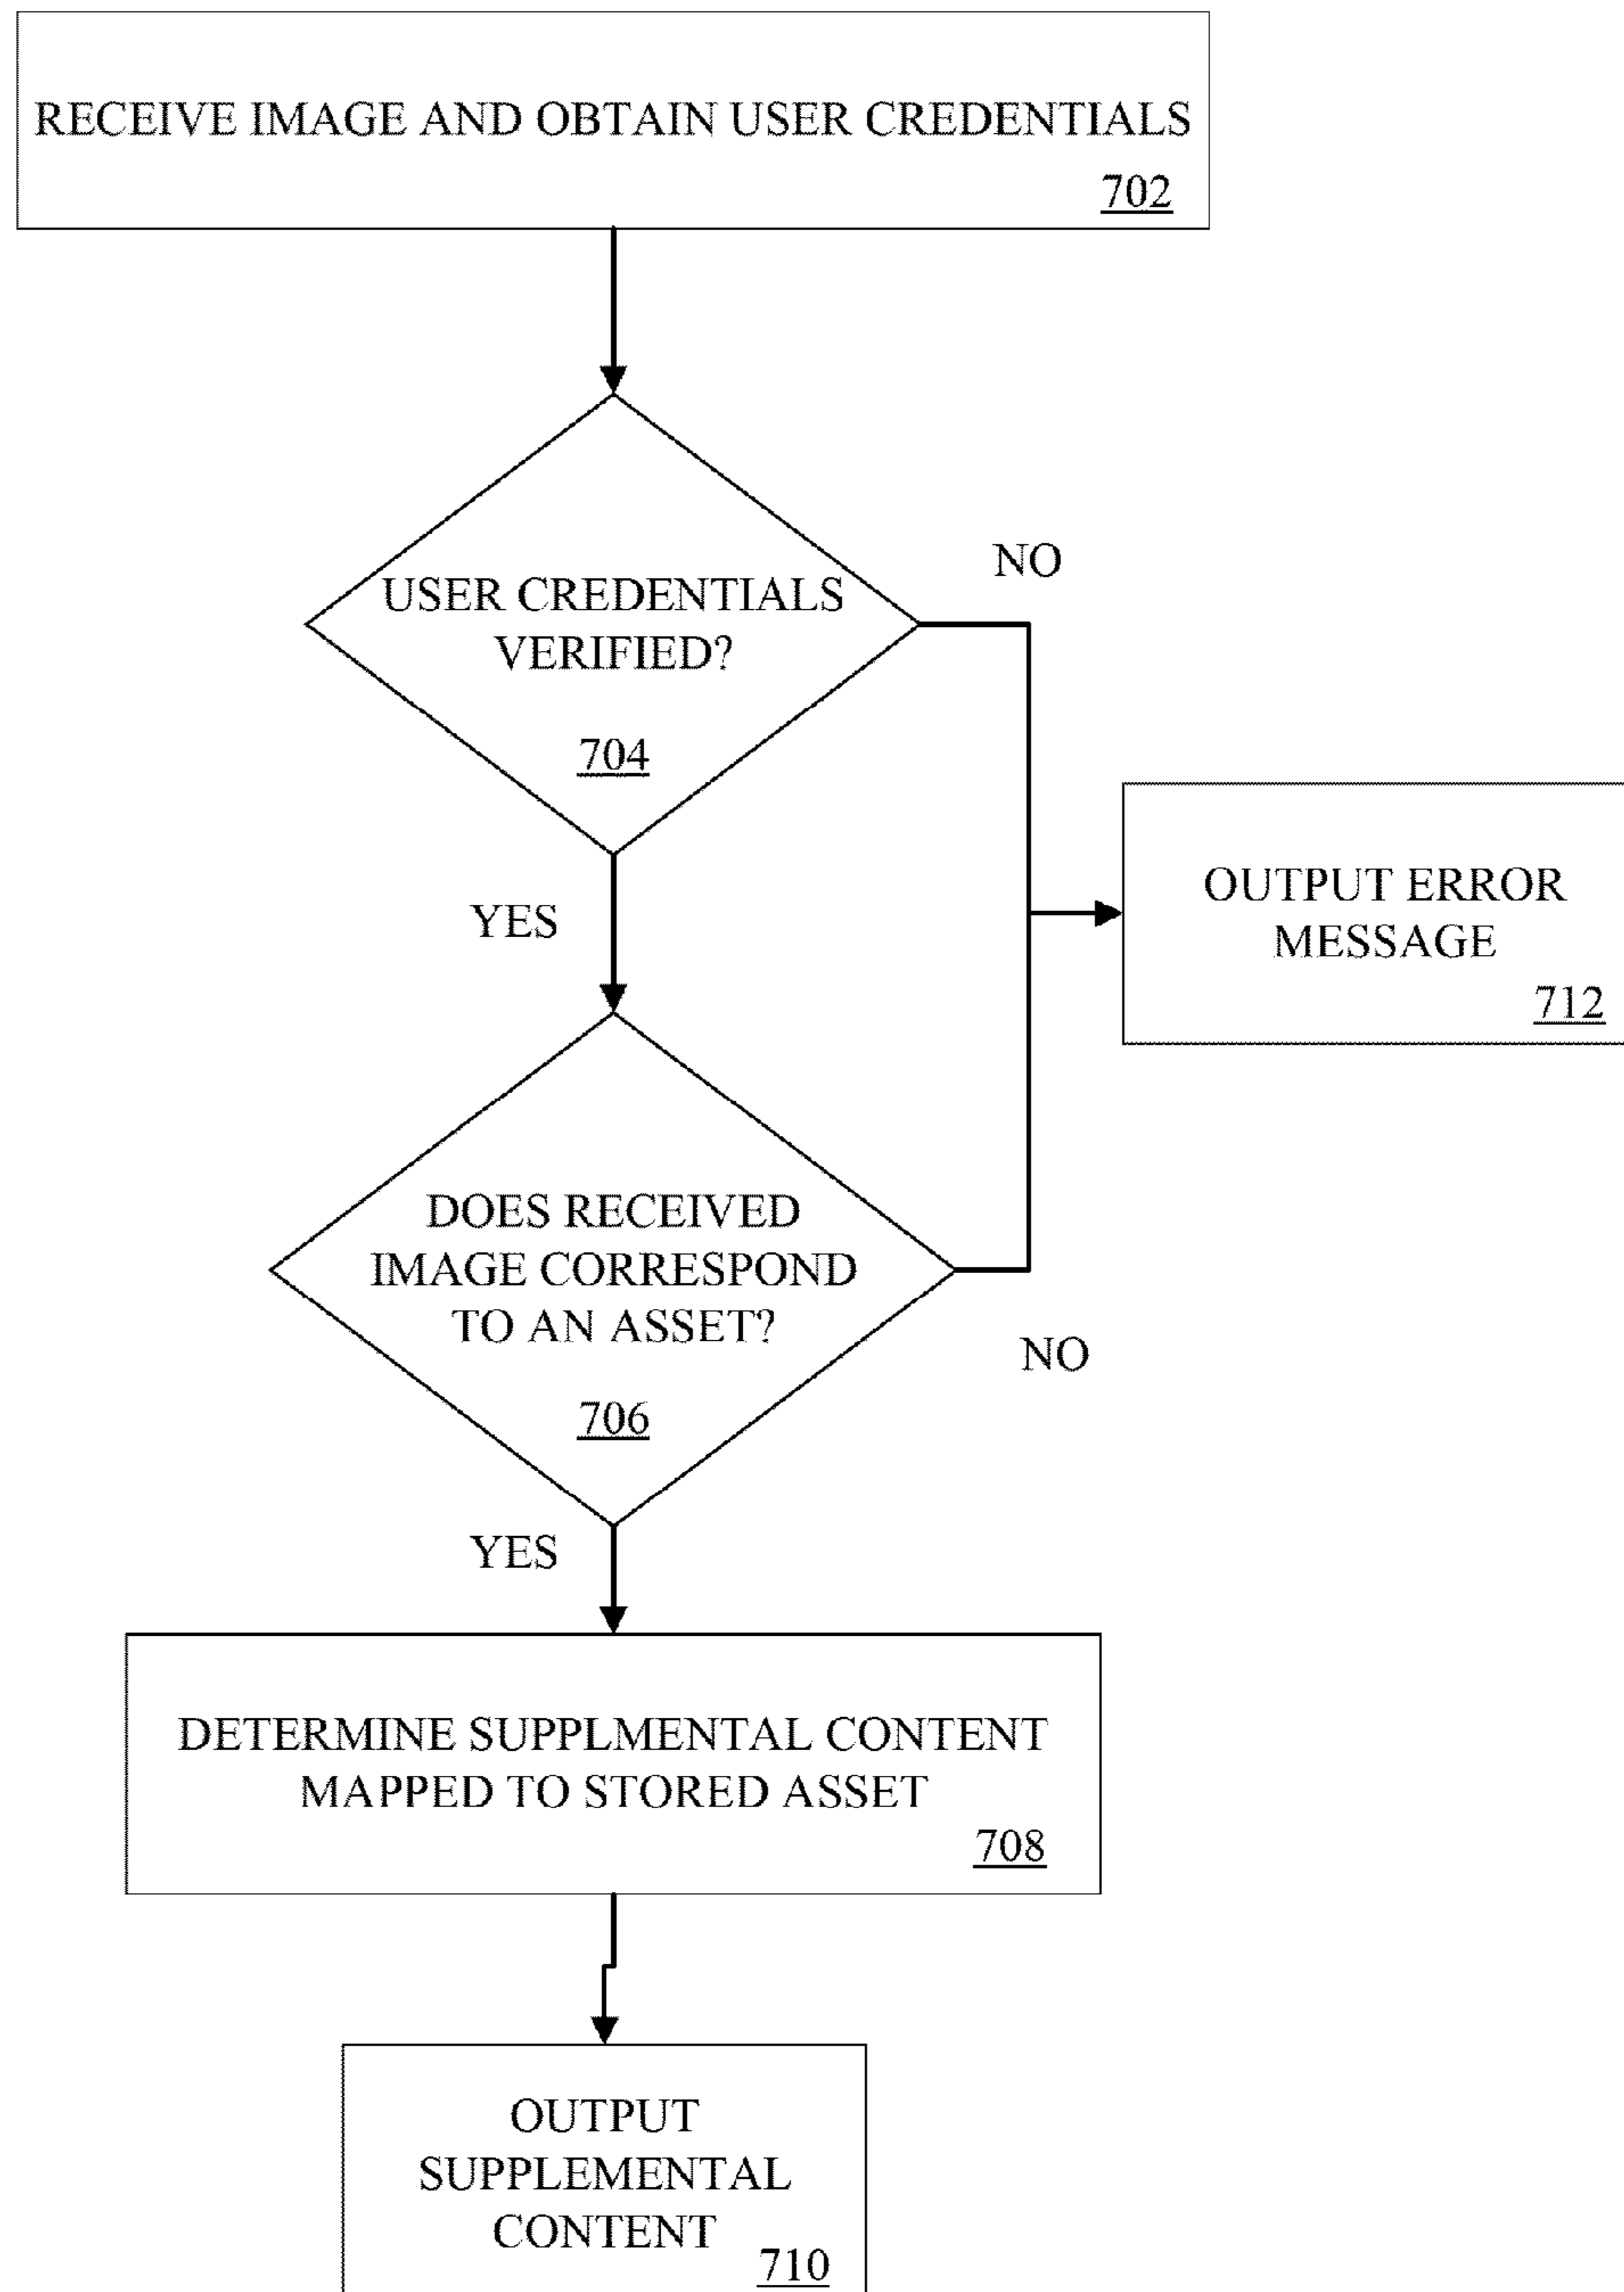 RECEIVE IMAGE AND OBTAIN USER CREDENTIALS
702
USER CREDENTIALS
VERIFIED?
704
NO
YES
OUTPUT ERROR
MESSAGE
712
DOES RECEIVED
IMAGE CORRESPOND
TO AN ASSET?
706
NO
YES
DETERMINE SUPPLMENTAL CONTENT
MAPPED TO STORED ASSET
708
OUTPUT
SUPPLEMENTAL
CONTENT
710